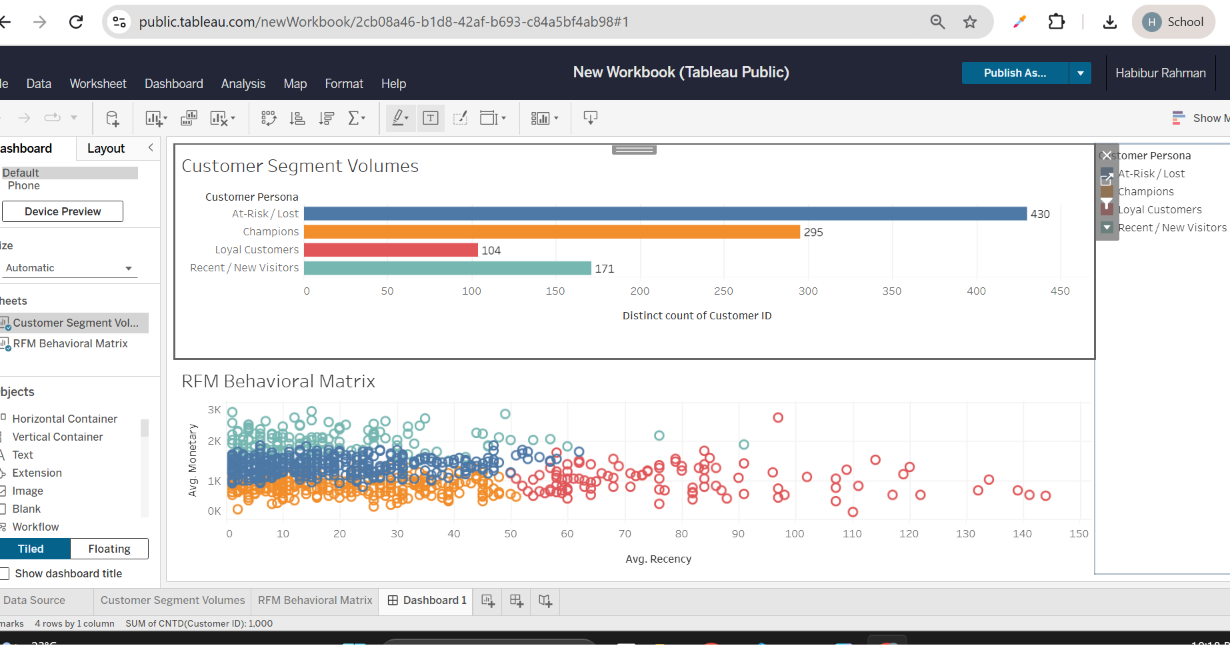 public.tableau.com/newWorkbook/2cb08a46-b1d8-42af-b693-c84a5bf4ab98#1
H School
le Data Worksheet Dashboard Analysis Map Format Help
New Workbook (Tableau Public)
Publish As...
Habibur Rahman
Show M
ashboard Layout
Default
Phone
Device Preview
ize
Automatic
heets
Customer Segment Vol...
RFM Behavioral Matrix
bjects
Horizontal Container
Vertical Container
Text
Extension
Image
Blank
Workflow
Tiled Floating
Show dashboard title
Customer Segment Volumes
Customer Persona
At-Risk / Lost 430
Champions 295
Loyal Customers 104
Recent / New Visitors 171
0 50 100 150 200 250 300 350 400 450
Distinct count of Customer ID
RFM Behavioral Matrix
3K
2K
1K
0K
Avg. Monetary
0 10 20 30 40 50 60 70 80 90 100 110 120 130 140 150
Avg. Recency
stomer Persona
At-Risk / Lost
Champions
Loyal Customers
Recent / New Visitors
Data Source Customer Segment Volumes RFM Behavioral Matrix Dashboard 1
marks 4 rows by 1 column SUM of CNTD(Customer ID): 1,000